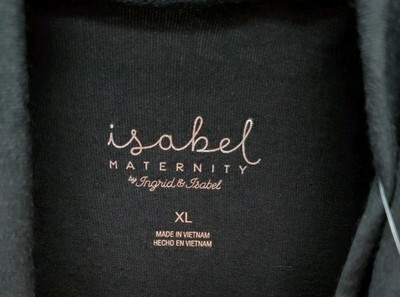 isabel
MATERNITY
by Ingrid & Isabel
XL
MADE IN VIETNAM
HECHO EN VIETNAM